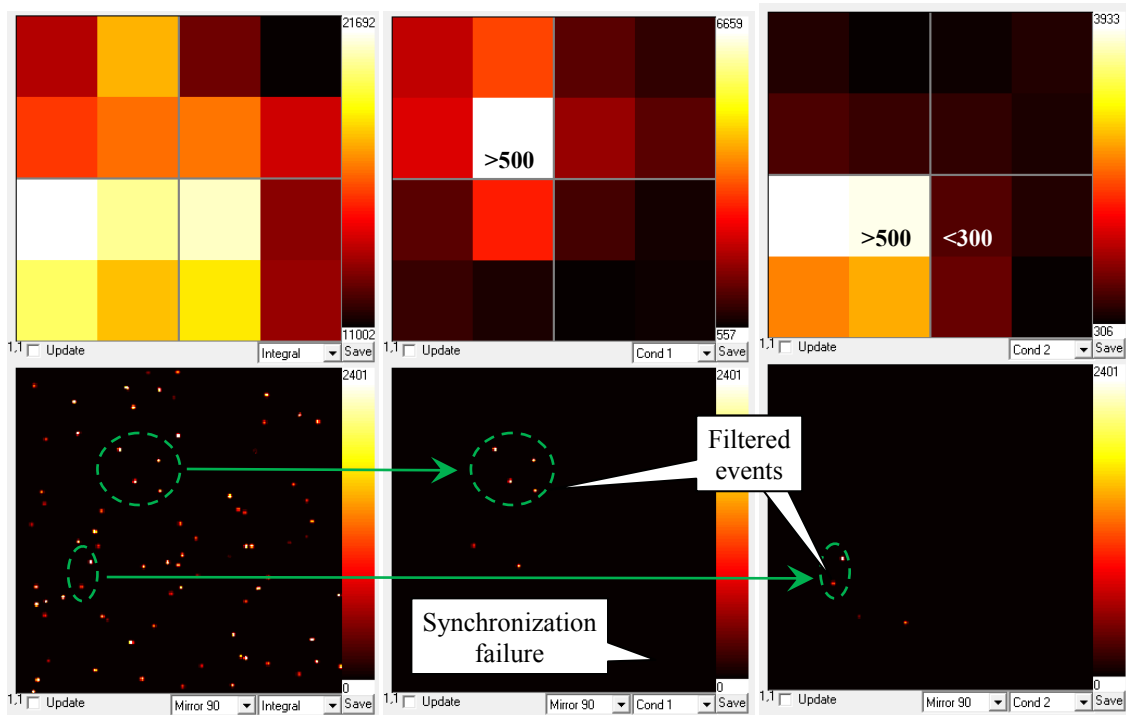 21692
6659
3933
>500
>500 <300
11002
557
306
1,1 Update Integral Save
1,1 Update Cond 1 Save
1,1 Update Cond 2 Save
2401
2401
2401
Filtered
events
Synchronization
failure
0
0
0
1,1 Update Mirror 90 Integral Save
1,1 Update Mirror 90 Cond 1 Save
1,1 Update Mirror 90 Cond 2 Save